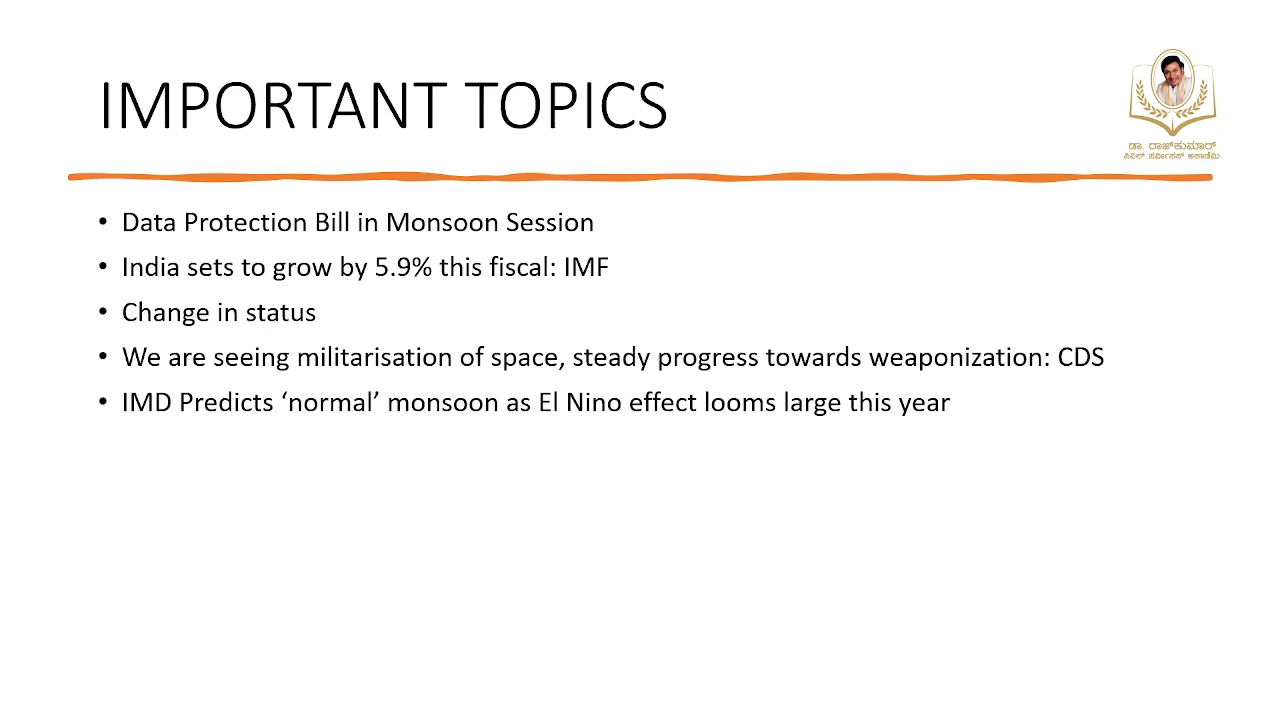 IMPORTANT TOPICS
ಡಾ. ರಾಜ್‌ಕುಮಾರ್
ಸಿವಿಲ್ ಸರ್ವೀಸಸ್ ಅಕಾಡೆಮಿ
• Data Protection Bill in Monsoon Session
• India sets to grow by 5.9% this fiscal: IMF
• Change in status
• We are seeing militarisation of space, steady progress towards weaponization: CDS
• IMD Predicts ‘normal’ monsoon as El Nino effect looms large this year